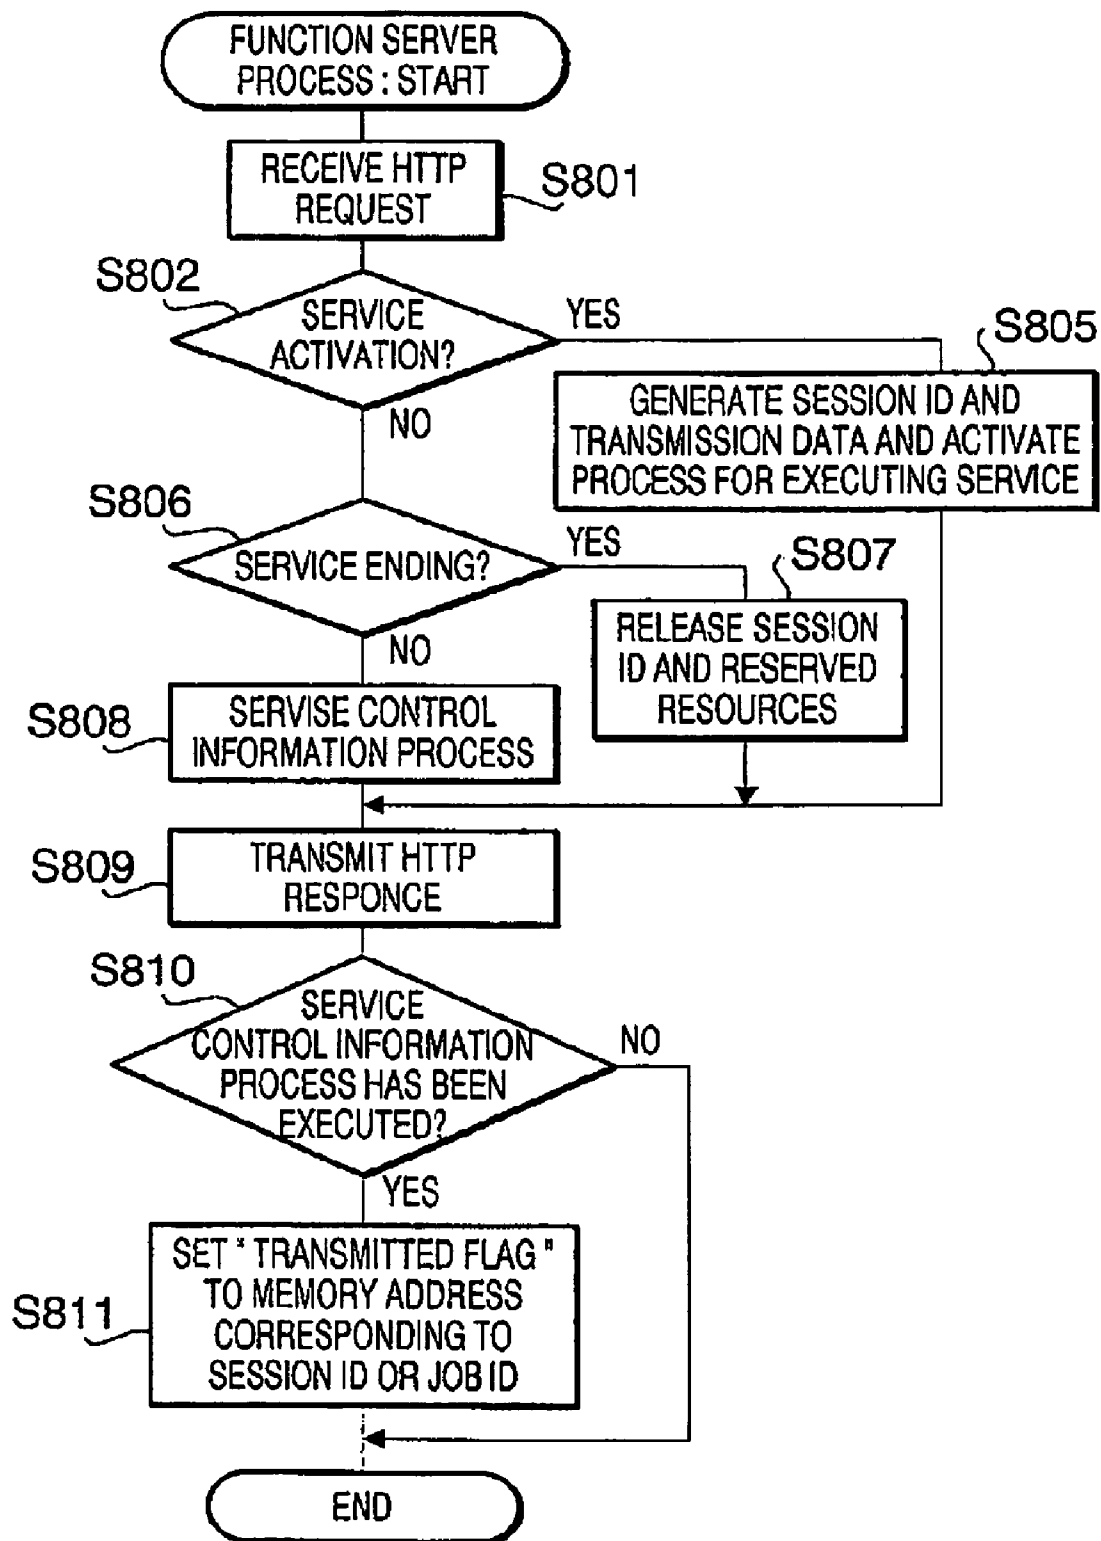 FUNCTION SERVER
PROCESS : START
RECEIVE HTTP
REQUEST
S801
S802
SERVICE
ACTIVATION?
YES
NO
S805
GENERATE SESSION ID AND
TRANSMISSION DATA AND ACTIVATE
PROCESS FOR EXECUTING SERVICE
S806
SERVICE ENDING?
YES
NO
S807
RELEASE SESSION
ID AND RESERVED
RESOURCES
S808
SERVISE CONTROL
INFORMATION PROCESS
S809
TRANSMIT HTTP
RESPONCE
S810
SERVICE
CONTROL INFORMATION
PROCESS HAS BEEN
EXECUTED?
NO
YES
S811
SET " TRANSMITTED FLAG "
TO MEMORY ADDRESS
CORRESPONDING TO
SESSION ID OR JOB ID
END